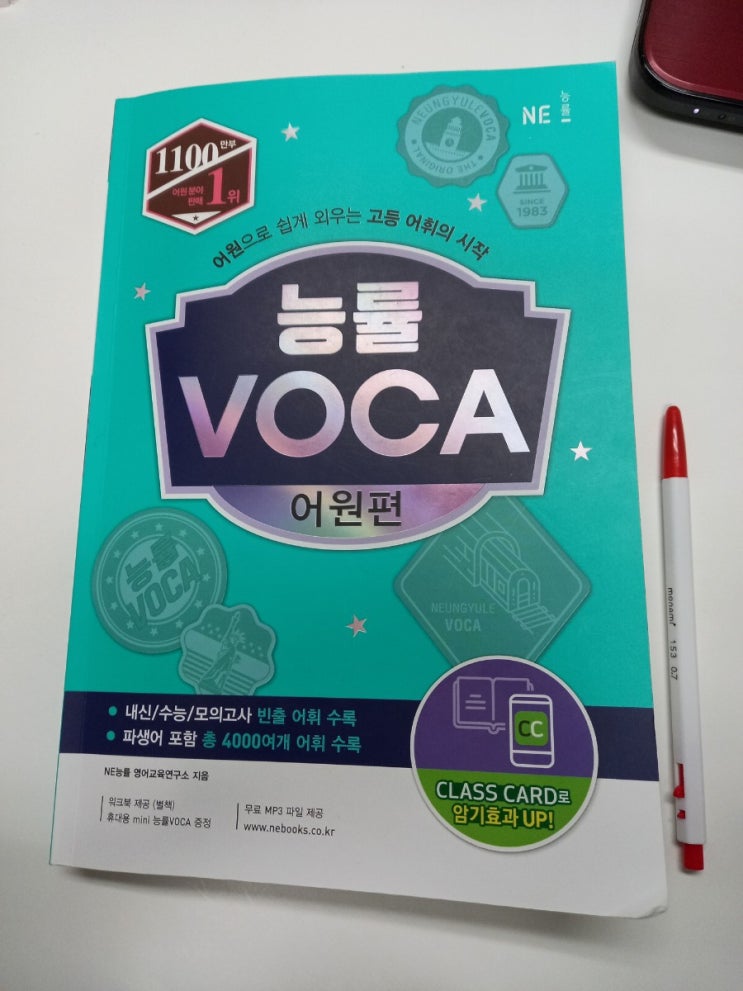 NE 능률
NEUNGYULE VOCA
THE ORIGINAL
SINCE
1983
1100만부
어원 분야
판매 1위
어원으로 쉽게 외우는 고등 어휘의 시작
능률
VOCA
어원편
능률
VOCA
NEUNGYULE
VOCA
• 내신/수능/모의고사 빈출 어휘 수록
• 파생어 포함 총 4000여개 어휘 수록
NE능률 영어교육연구소 지음
워크북 제공 (별책)
휴대용 mini 능률VOCA 증정
무료 MP3 파일 제공
www.nebooks.co.kr
CC
CLASS CARD로
암기효과 UP!
monami 153 0.7